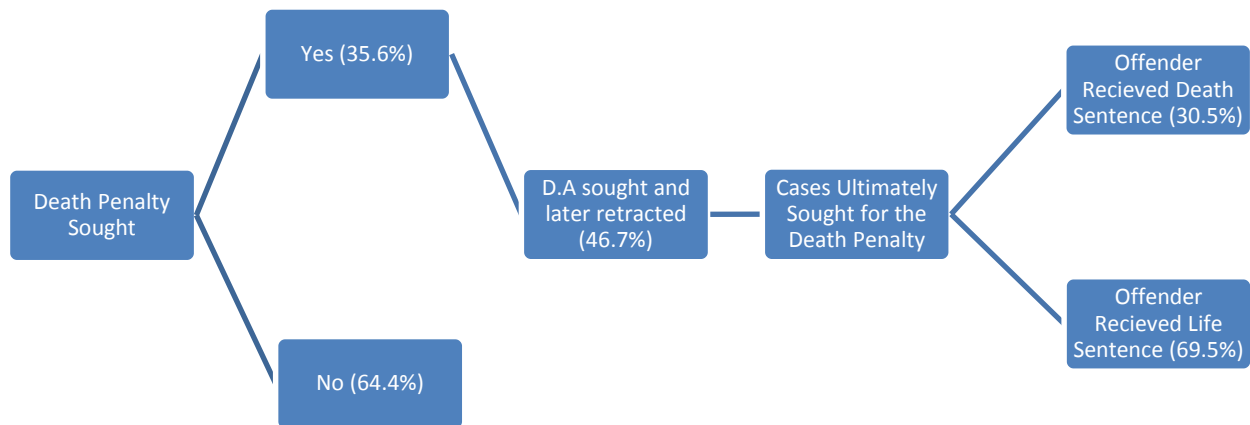 Death Penalty
Sought
Yes (35.6%)
No (64.4%)
D.A sought and
later retracted
(46.7%)
Cases Ultimately
Sought for the
Death Penalty
Offender
Recieved Death
Sentence (30.5%)
Offender
Recieved Life
Sentence (69.5%)